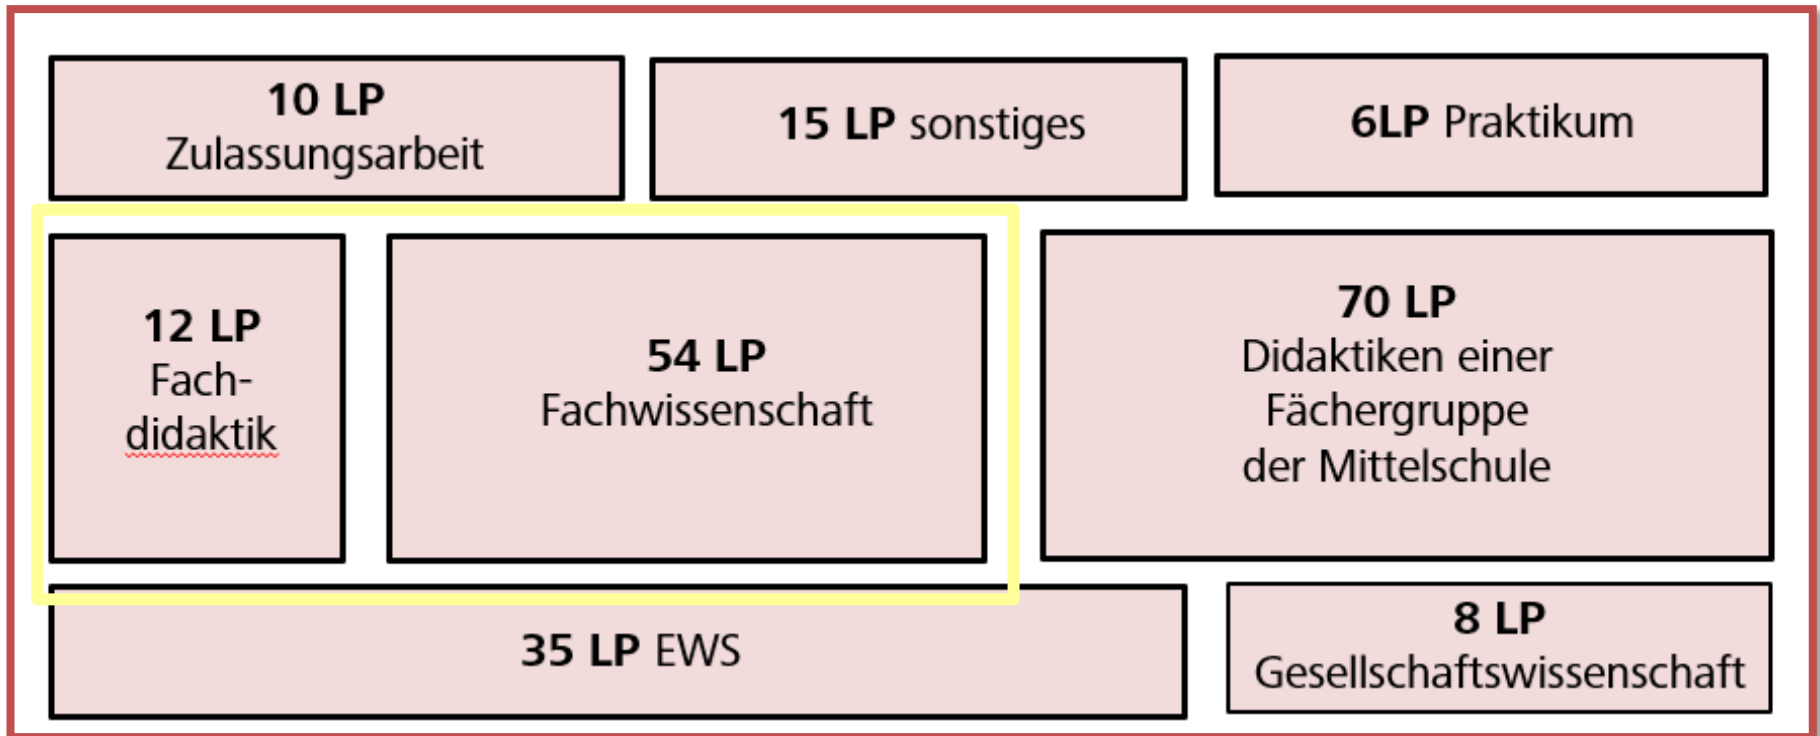 10 LP
Zulassungsarbeit
15 LP sonstiges
6LP Praktikum
12 LP
Fach-
didaktik
54 LP
Fachwissenschaft
70 LP
Didaktiken einer
Fächergruppe
der Mittelschule
35 LP EWS
8 LP
Gesellschaftswissenschaft